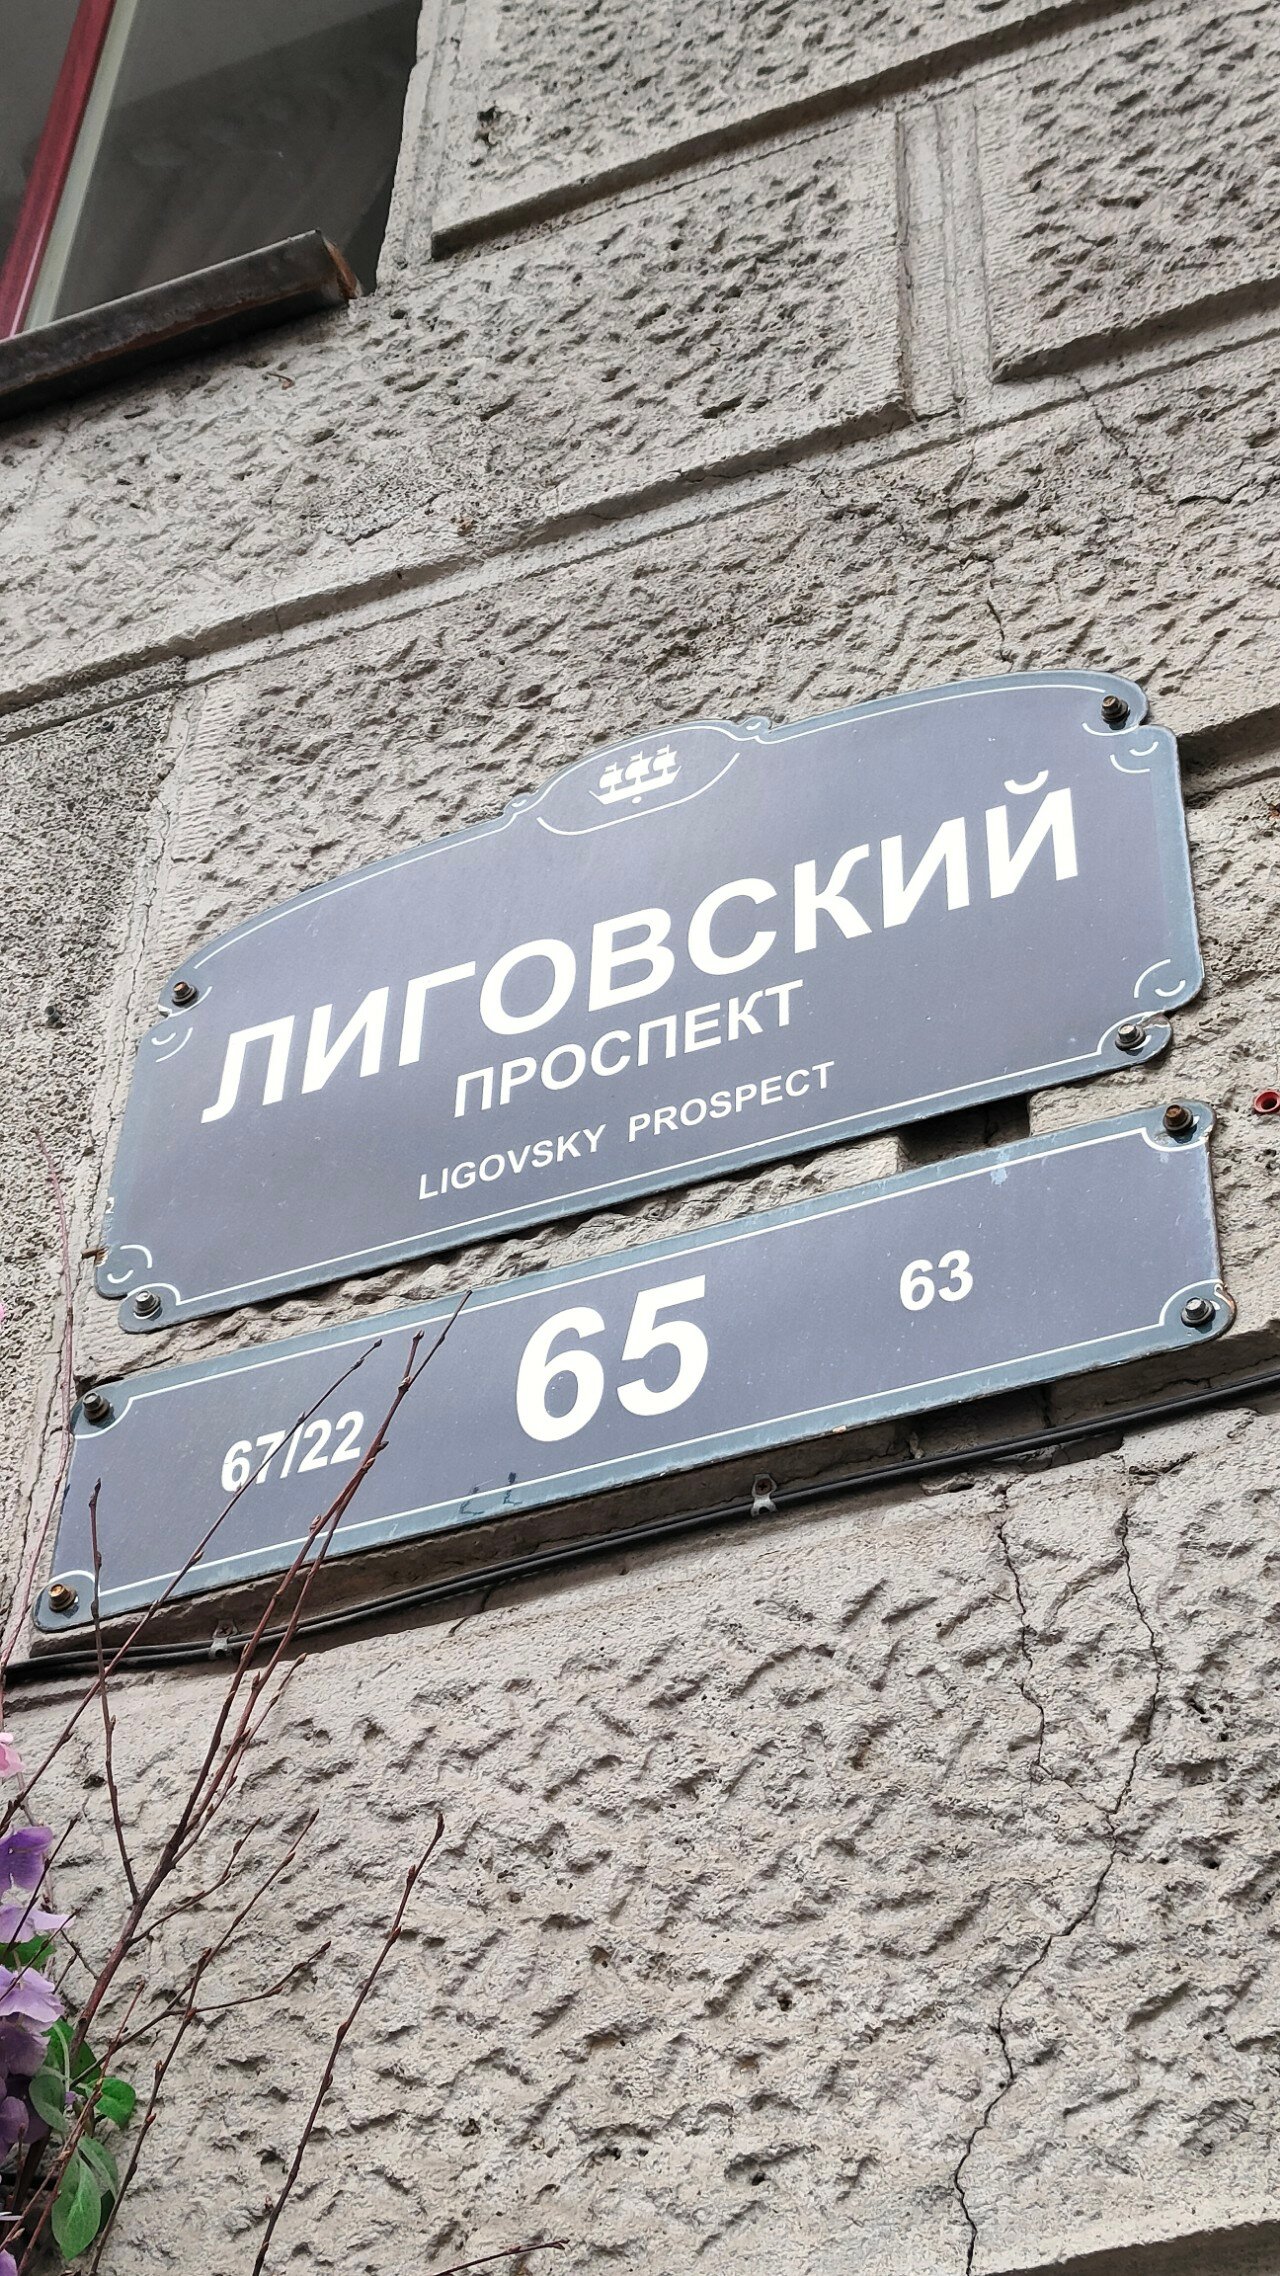 ЛИГОВСКИЙ
ПРОСПЕКТ
LIGOVSKY PROSPECT
67/22 65 63